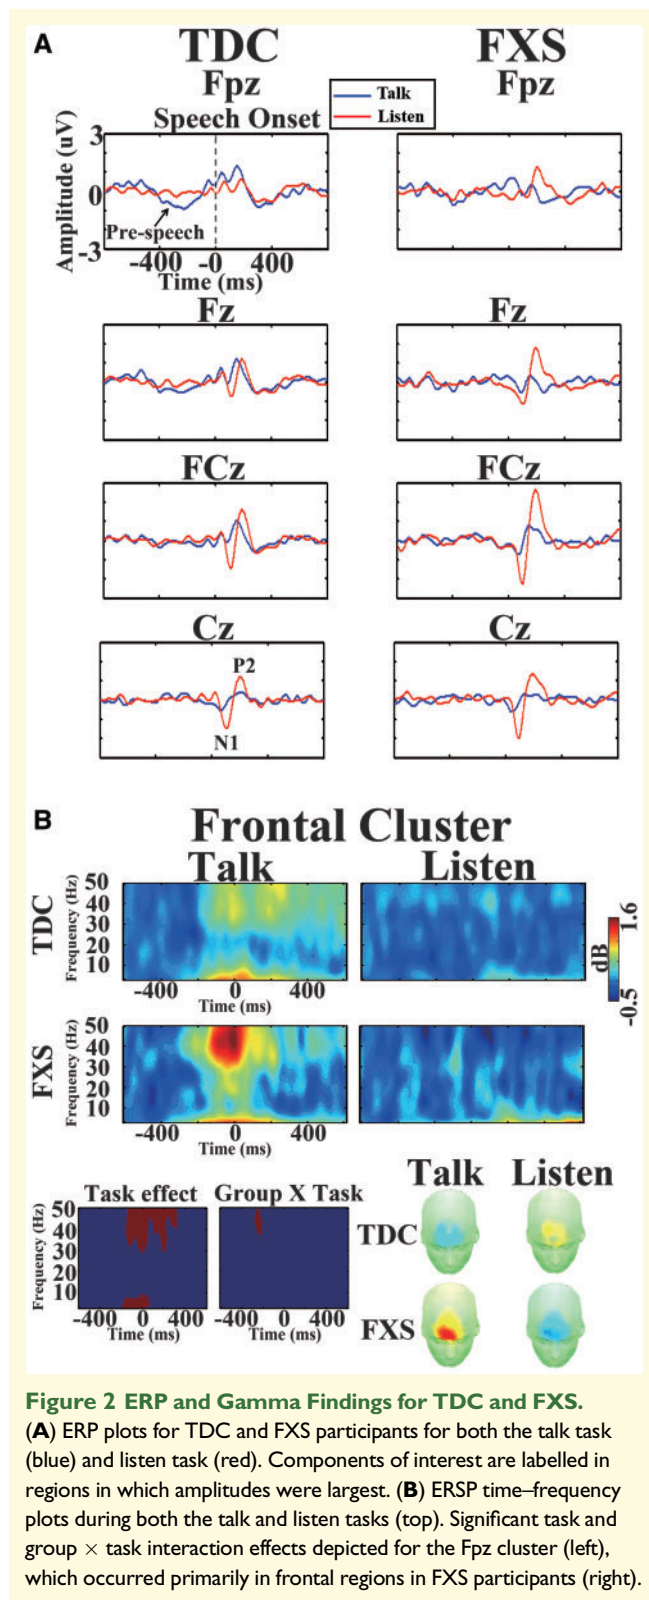 A
TDC
FXS
Fpz
Fpz
Talk
Listen
Speech Onset
Amplitude (uV)
3
0
-3
Pre-speech
-400 -0 400
Time (ms)
Fz
Fz
FCz
FCz
Cz
Cz
P2
N1
B
Frontal Cluster
Talk
Listen
TDC
Frequency (Hz)
50
30
20
10
-400 0 400
Time (ms)
1.6
dB
-0.5
FXS
Frequency (Hz)
50
40
30
20
10
-400 0 400
Time (ms)
Task effect
Group X Task
Frequency (Hz)
50
40
30
20
10
-400 0 400
Time (ms)
-400 0 400
Time (ms)
Talk
Listen
TDC
FXS
Figure 2 ERP and Gamma Findings for TDC and FXS.
(A) ERP plots for TDC and FXS participants for both the talk task
(blue) and listen task (red). Components of interest are labelled in
regions in which amplitudes were largest. (B) ERSP time–frequency
plots during both the talk and listen tasks (top). Significant task and
group × task interaction effects depicted for the Fpz cluster (left),
which occurred primarily in frontal regions in FXS participants (right).